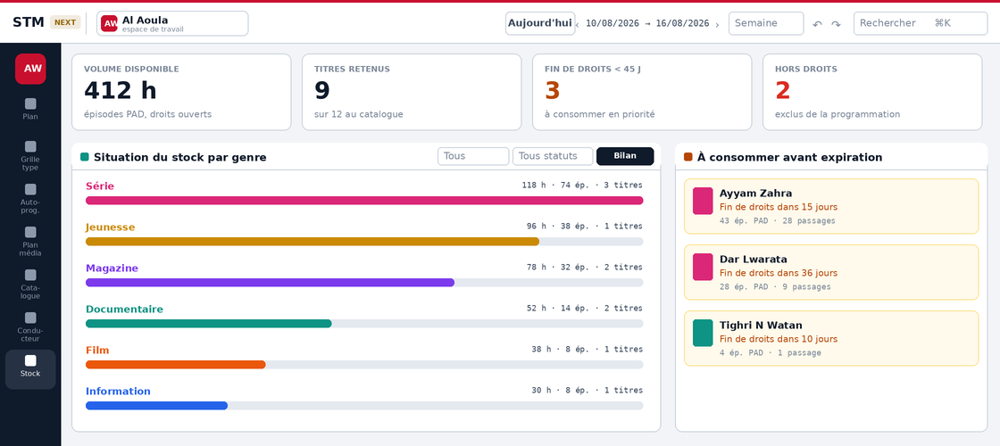 STM NEXT
AW Al Aoula
espace de travail
Aujourd'hui ‹ 10/08/2026 → 16/08/2026 ›
Semaine
↶ ↷
Rechercher ⌘K
AW
Plan
Grille
type
Auto-
prog.
Plan
média
Cata-
logue
Condu-
cteur
Stock
VOLUME DISPONIBLE
412 h
épisodes PAD, droits ouverts
TITRES RETENUS
9
sur 12 au catalogue
FIN DE DROITS < 45 J
3
à consommer en priorité
HORS DROITS
2
exclus de la programmation
Situation du stock par genre
Tous
Tous statuts
Bilan
Série
118 h · 74 ép. · 3 titres
Jeunesse
96 h · 38 ép. · 1 titres
Magazine
78 h · 32 ép. · 2 titres
Documentaire
52 h · 14 ép. · 2 titres
Film
38 h · 8 ép. · 1 titres
Information
30 h · 8 ép. · 1 titres
À consommer avant expiration
Ayyam Zahra
Fin de droits dans 15 jours
43 ép. PAD · 28 passages
Dar Lwarata
Fin de droits dans 36 jours
28 ép. PAD · 9 passages
Tighri N Watan
Fin de droits dans 10 jours
4 ép. PAD · 1 passage